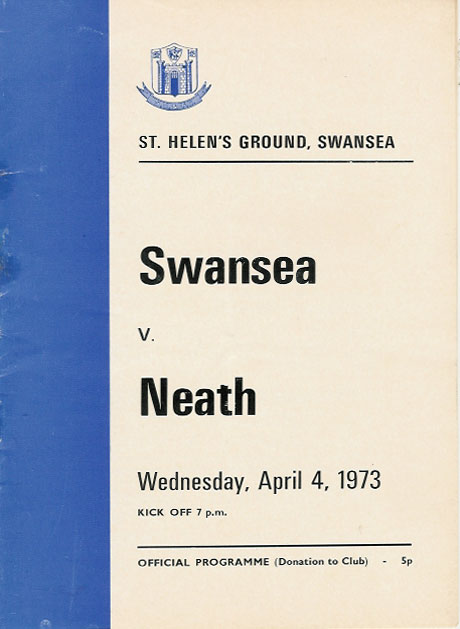 ST. HELEN'S GROUND, SWANSEA
Swansea
V.
Neath
Wednesday, April 4, 1973
KICK OFF 7 p.m.
OFFICIAL PROGRAMME (Donation to Club) - 5p